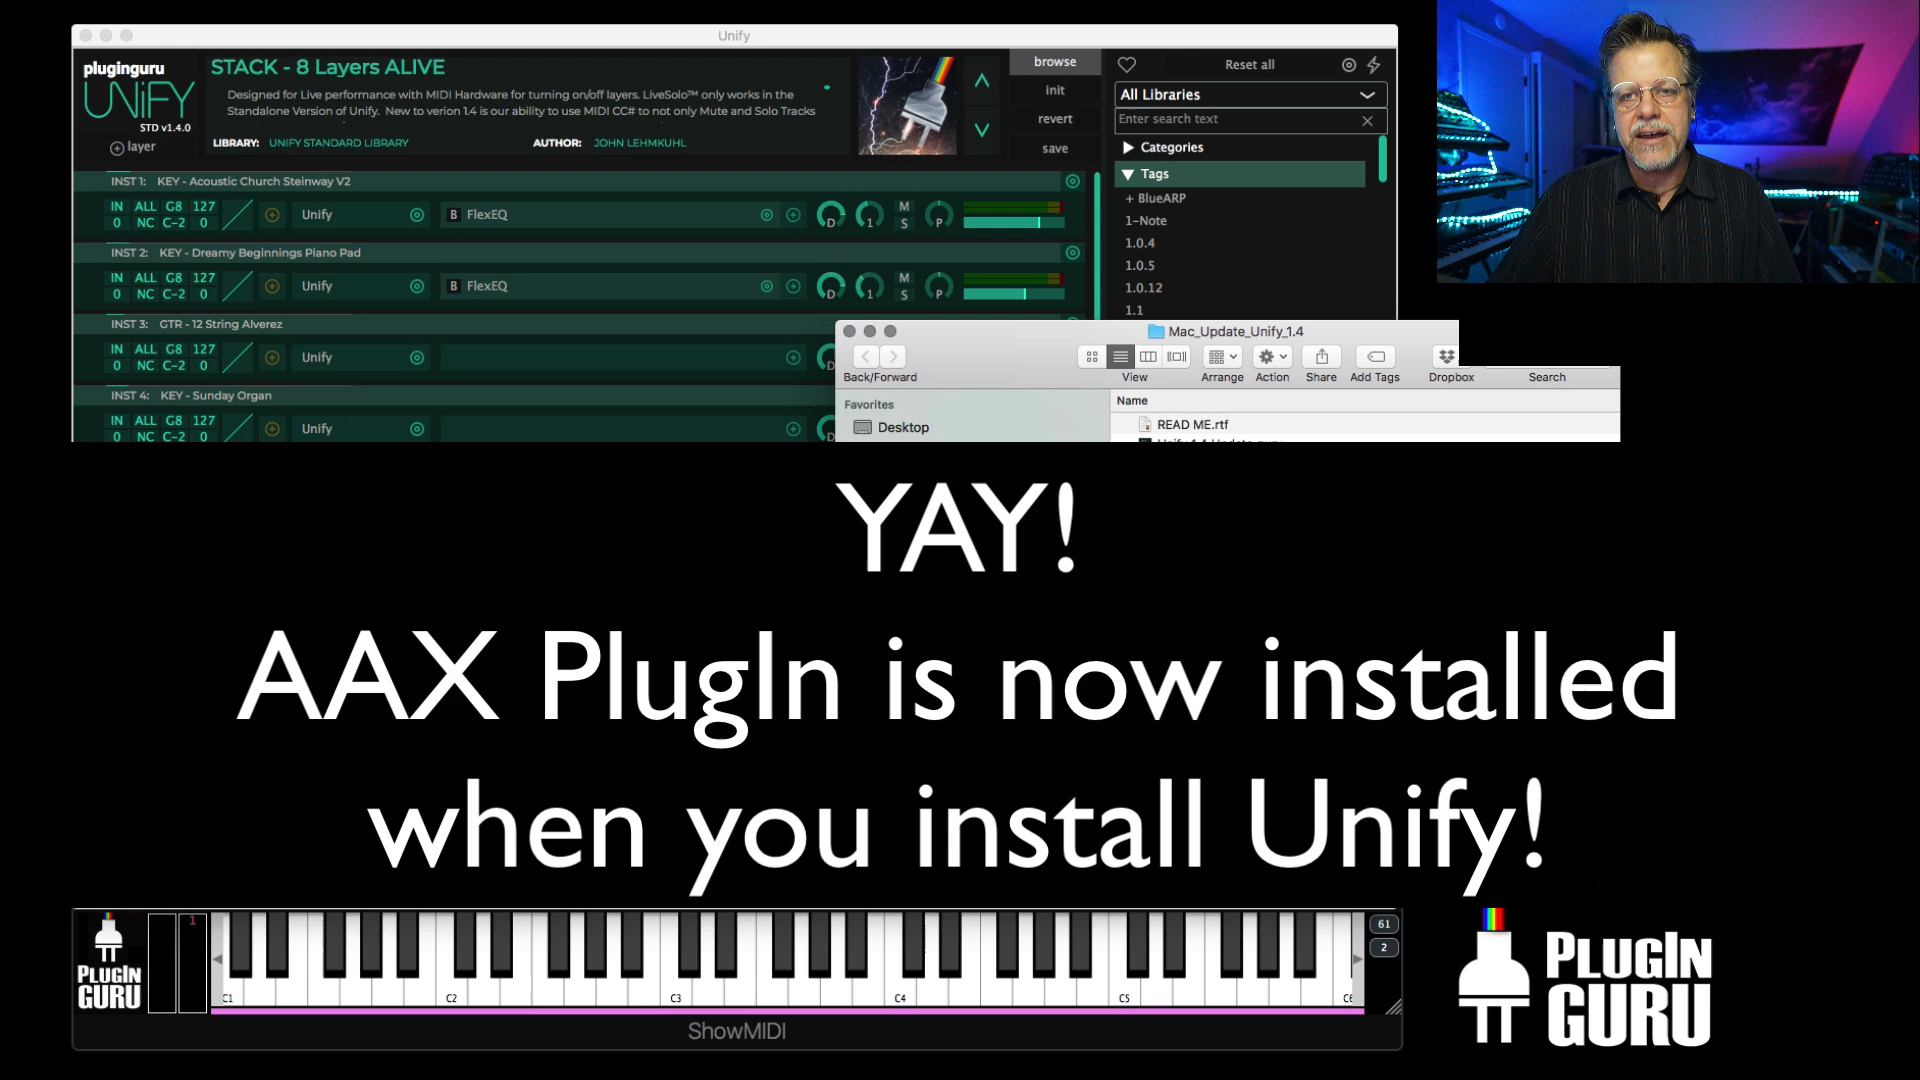 Unify
pluginguru
UNIFY
STD v1.4.0
layer
STACK - 8 Layers ALIVE
Designed for Live performance with MIDI Hardware for turning on/off layers. LiveSolo™ only works in the
Standalone Version of Unify. New to verion 1.4 is our ability to use MIDI CC# to not only Mute and Solo Tracks
LIBRARY: UNIFY STANDARD LIBRARY AUTHOR: JOHN LEHMKUHL
browse
init
revert
save
Reset all
All Libraries
Enter search text
Categories
Tags
+ BlueARP
1-Note
1.0.4
1.0.5
1.0.12
1.1
INST 1: KEY - Acoustic Church Steinway V2
IN ALL G8 127
0 NC C-2 0
Unify
B FlexEQ
D 1 M S P
INST 2: KEY - Dreamy Beginnings Piano Pad
IN ALL G8 127
0 NC C-2 0
Unify
B FlexEQ
D 1 M S P
INST 3: GTR - 12 String Alverez
IN ALL G8 127
0 NC C-2 0
Unify
D
INST 4: KEY - Sunday Organ
IN ALL G8 127
0 NC C-2 0
Unify
D
Mac_Update_Unify_1.4
Back/Forward View Arrange Action Share Add Tags Dropbox Search
Favorites
Desktop
Name
READ ME.rtf
YAY!
AAX PlugIn is now installed
when you install Unify!
PLUGIN
GURU
1
C1 C2 C3 C4 C5 C6
61
2
ShowMIDI
PLUGIN
GURU